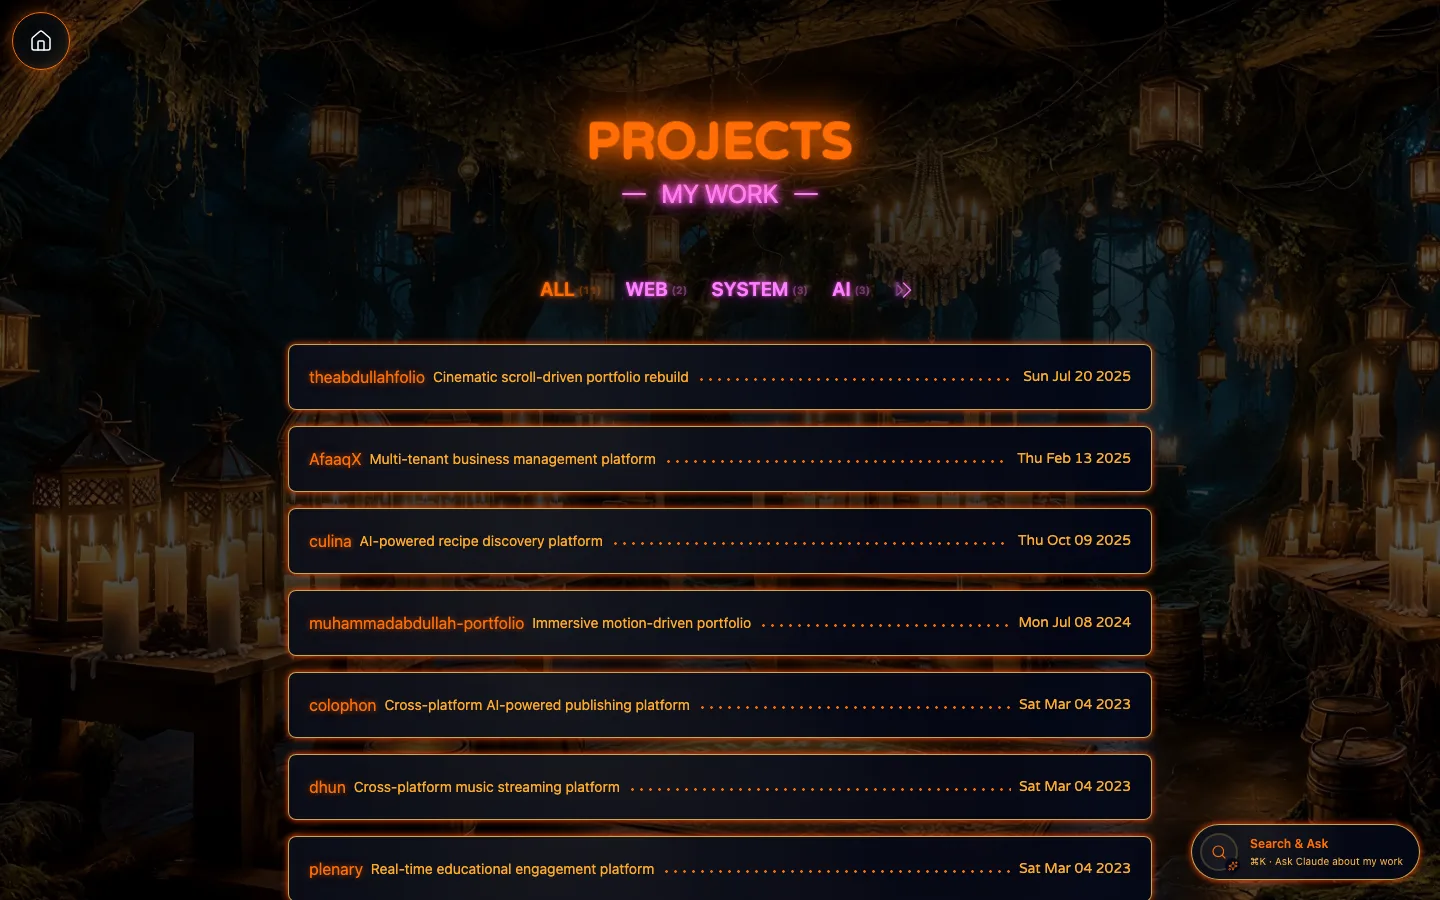 PROJECTS
— MY WORK —
ALL (11) WEB (2) SYSTEM (3) AI (3)
theabdullahfolio Cinematic scroll-driven portfolio rebuild Sun Jul 20 2025
AfaaqX Multi-tenant business management platform Thu Feb 13 2025
culina AI-powered recipe discovery platform Thu Oct 09 2025
muhammadabdullah-portfolio Immersive motion-driven portfolio Mon Jul 08 2024
colophon Cross-platform AI-powered publishing platform Sat Mar 04 2023
dhun Cross-platform music streaming platform Sat Mar 04 2023
plenary Real-time educational engagement platform Sat Mar 04 2023
Search & Ask
⌘K · Ask Claude about my work